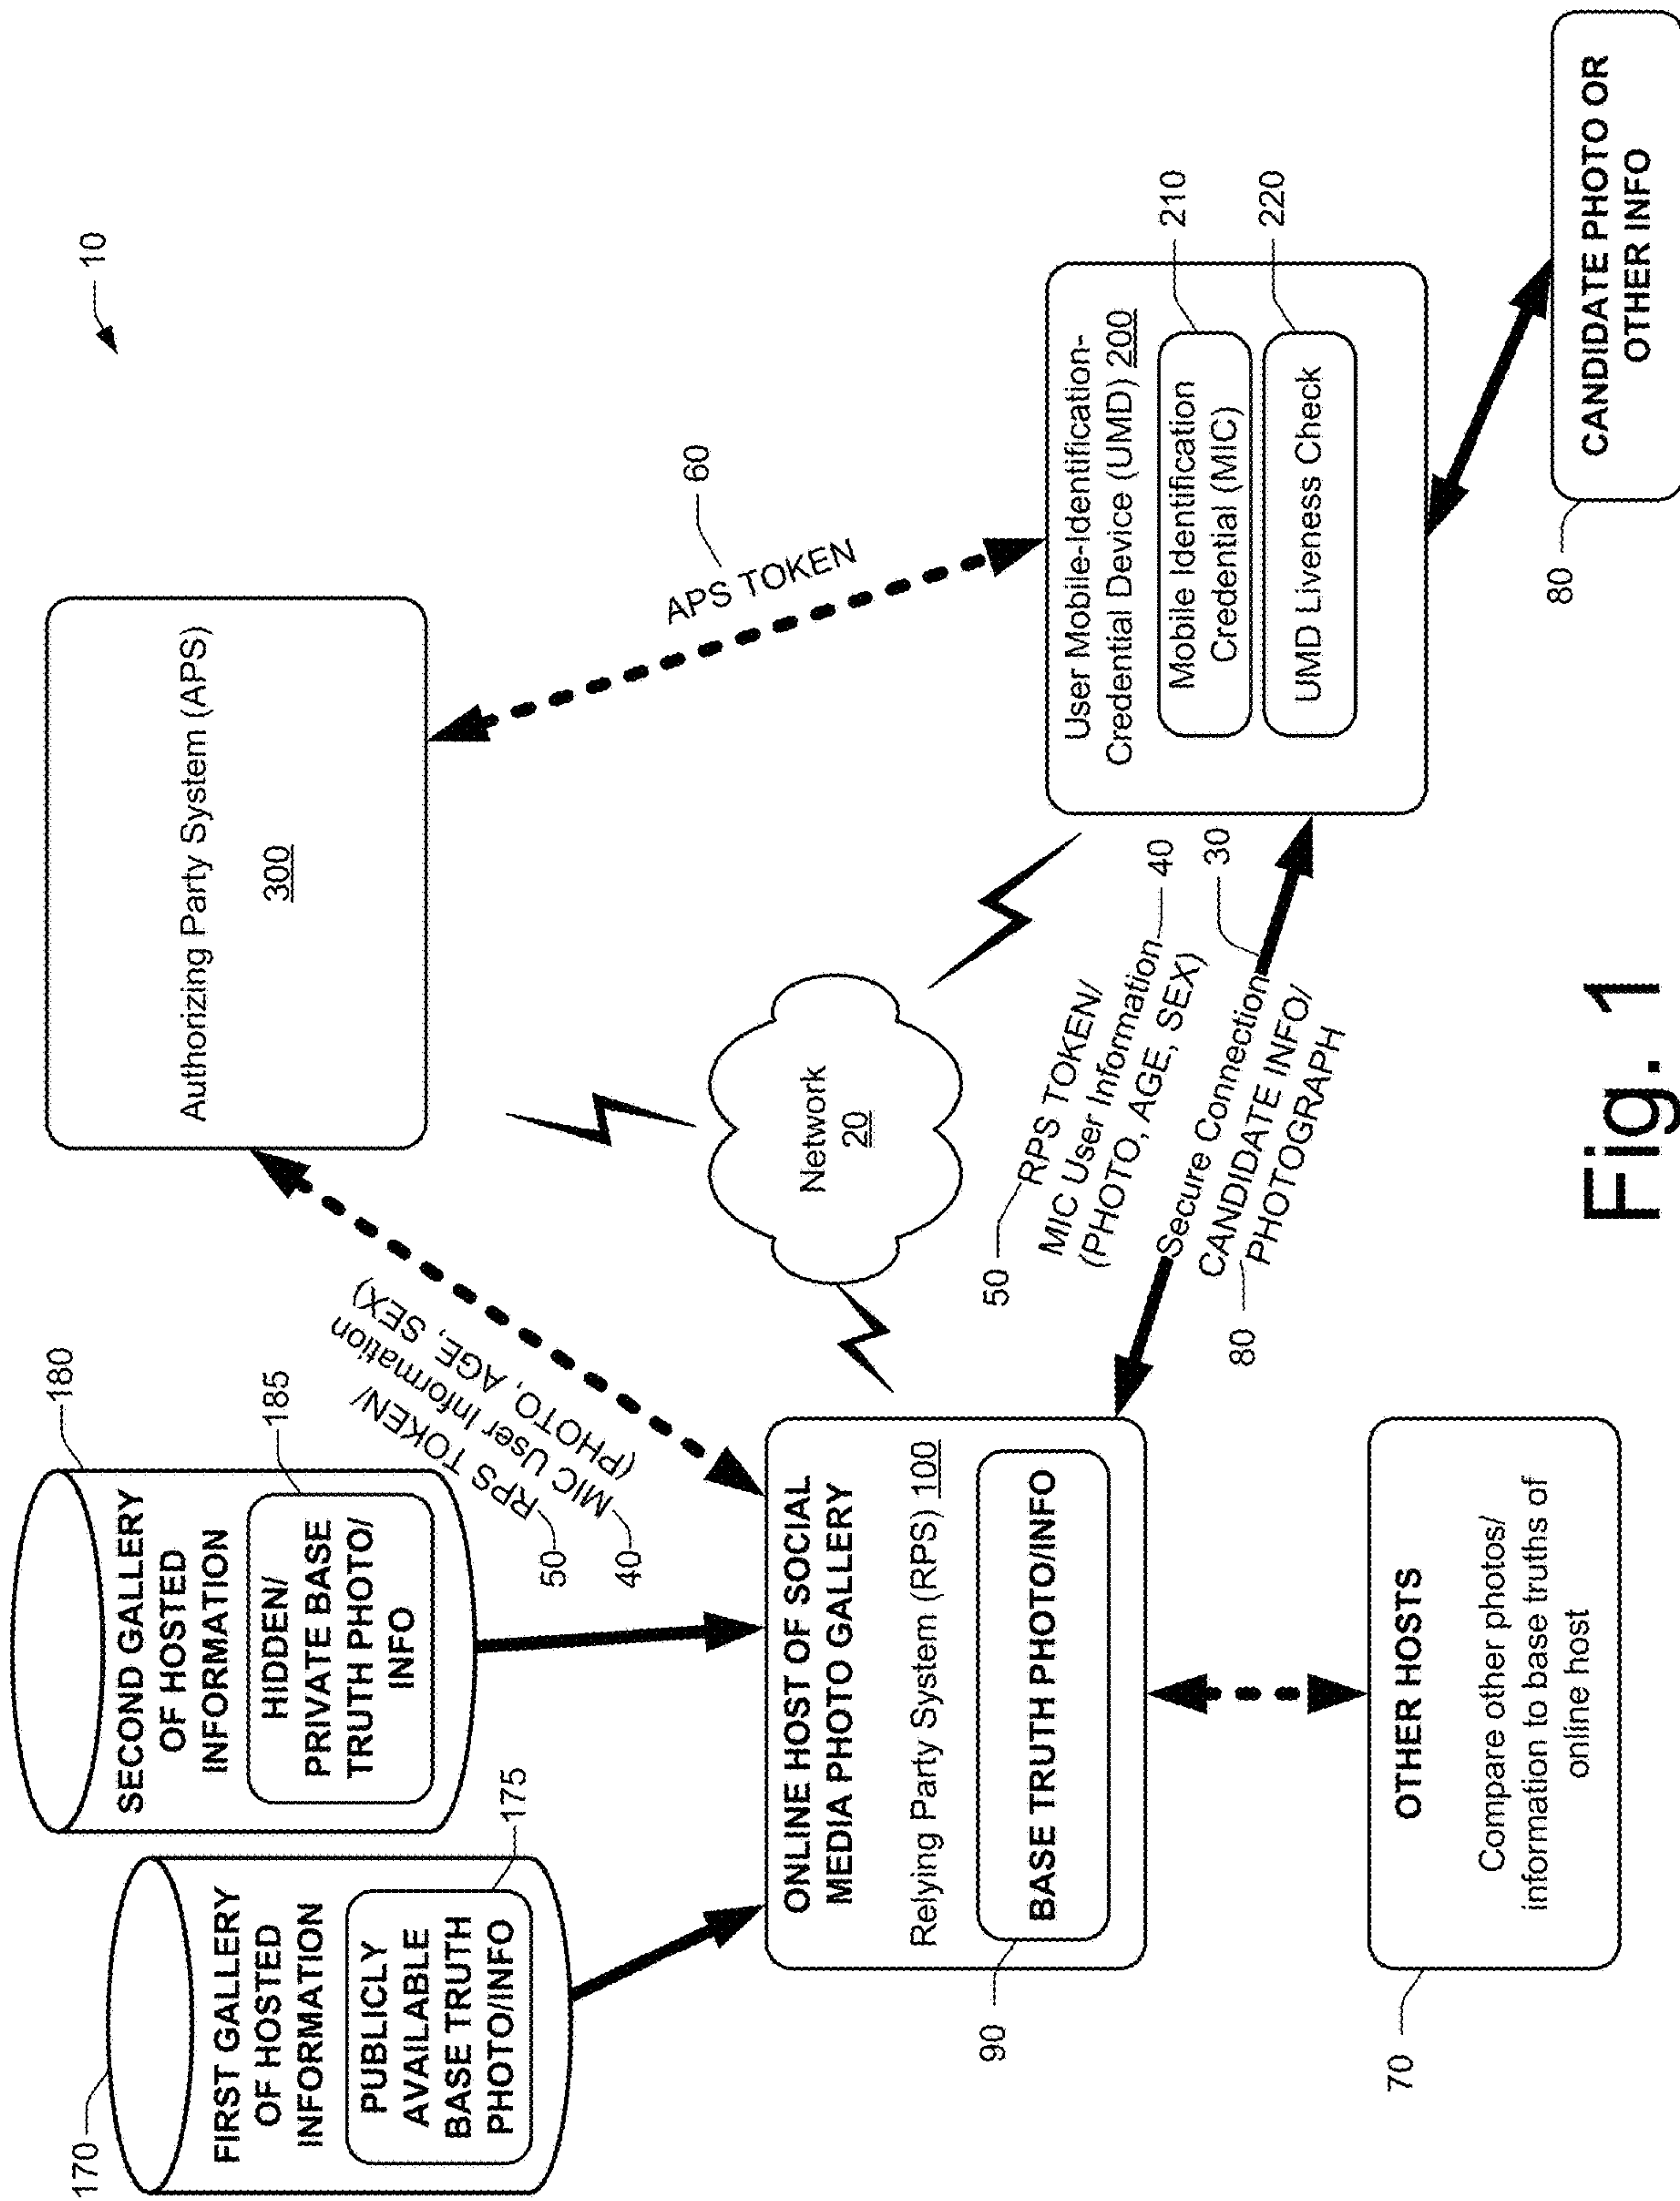 10
170
FIRST GALLERY
OF HOSTED
INFORMATION
PUBLICLY
AVAILABLE
BASE TRUTH
PHOTO/INFO
175
180
SECOND GALLERY
OF HOSTED
INFORMATION
HIDDEN/
PRIVATE BASE
TRUTH PHOTO/
INFO
185
50
RPS TOKEN/
40
MIC User Information
(PHOTO, AGE, SEX)
Authorizing Party System (APS)
300
60
APS TOKEN
Network
20
ONLINE HOST OF SOCIAL
MEDIA PHOTO GALLERY
Relying Party System (RPS) 100
BASE TRUTH PHOTO/INFO
90
50
RPS TOKEN/
MIC User Information
40
(PHOTO, AGE, SEX)
Secure Connection
30
CANDIDATE INFO/
80
PHOTOGRAPH
User Mobile-Identification-
Credential Device (UMD) 200
Mobile Identification
Credential (MIC)
210
UMD Liveness Check
220
OTHER HOSTS
Compare other photos/
information to base truths of
online host
70
80
CANDIDATE PHOTO OR
OTHER INFO
Fig. 1